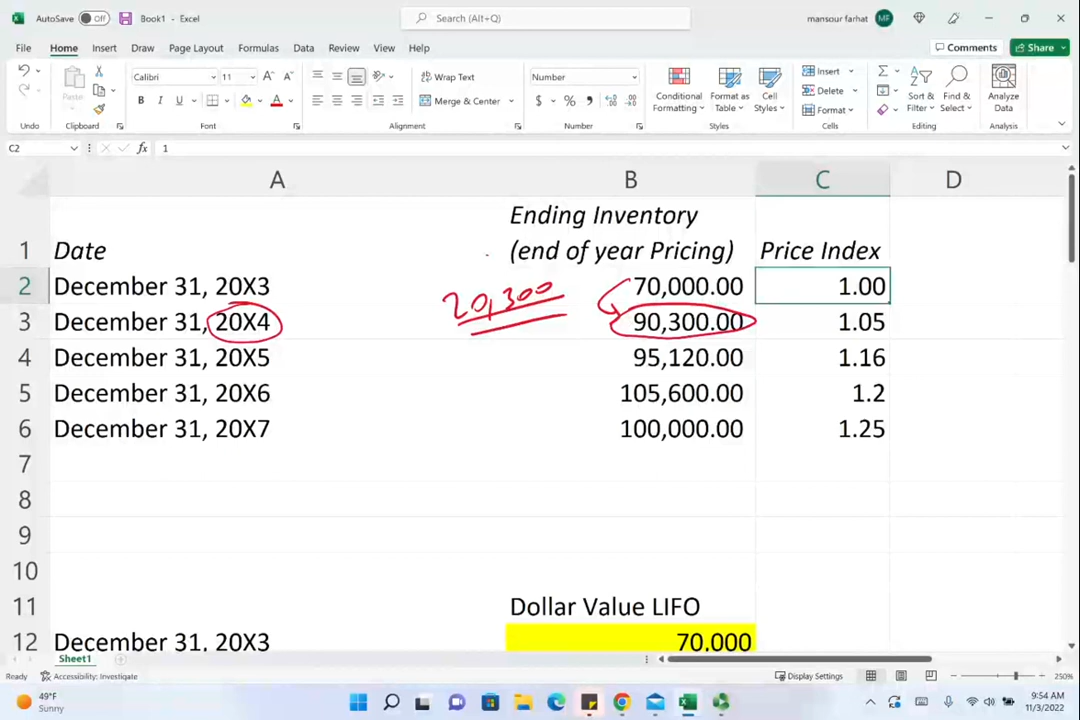 AutoSave Off Book1 - Excel Search (Alt+Q) mansour farhat MF
File Home Insert Draw Page Layout Formulas Data Review View Help Comments Share
Paste Calibri 11 A A Wrap Text Number Conditional Formatting Format as Table Cell Styles Insert Sort & Filter Find & Select Analyze Data
B I U A Merge & Center $ % Delete Format
Undo Clipboard Font Alignment Number Styles Cells Editing Analysis
C2 fx 1
A B C D
Ending Inventory
1 Date (end of year Pricing) Price Index
2 December 31, 20X3 70,000.00 1.00
20,300
3 December 31, 20X4 90,300.00 1.05
4 December 31, 20X5 95,120.00 1.16
5 December 31, 20X6 105,600.00 1.2
6 December 31, 20X7 100,000.00 1.25
7
8
9
10
11 Dollar Value LIFO
12 December 31, 20X3 70,000
Sheet1
Ready Accessibility: Investigate Display Settings 250%
49°F
Sunny
9:54 AM
11/3/2022